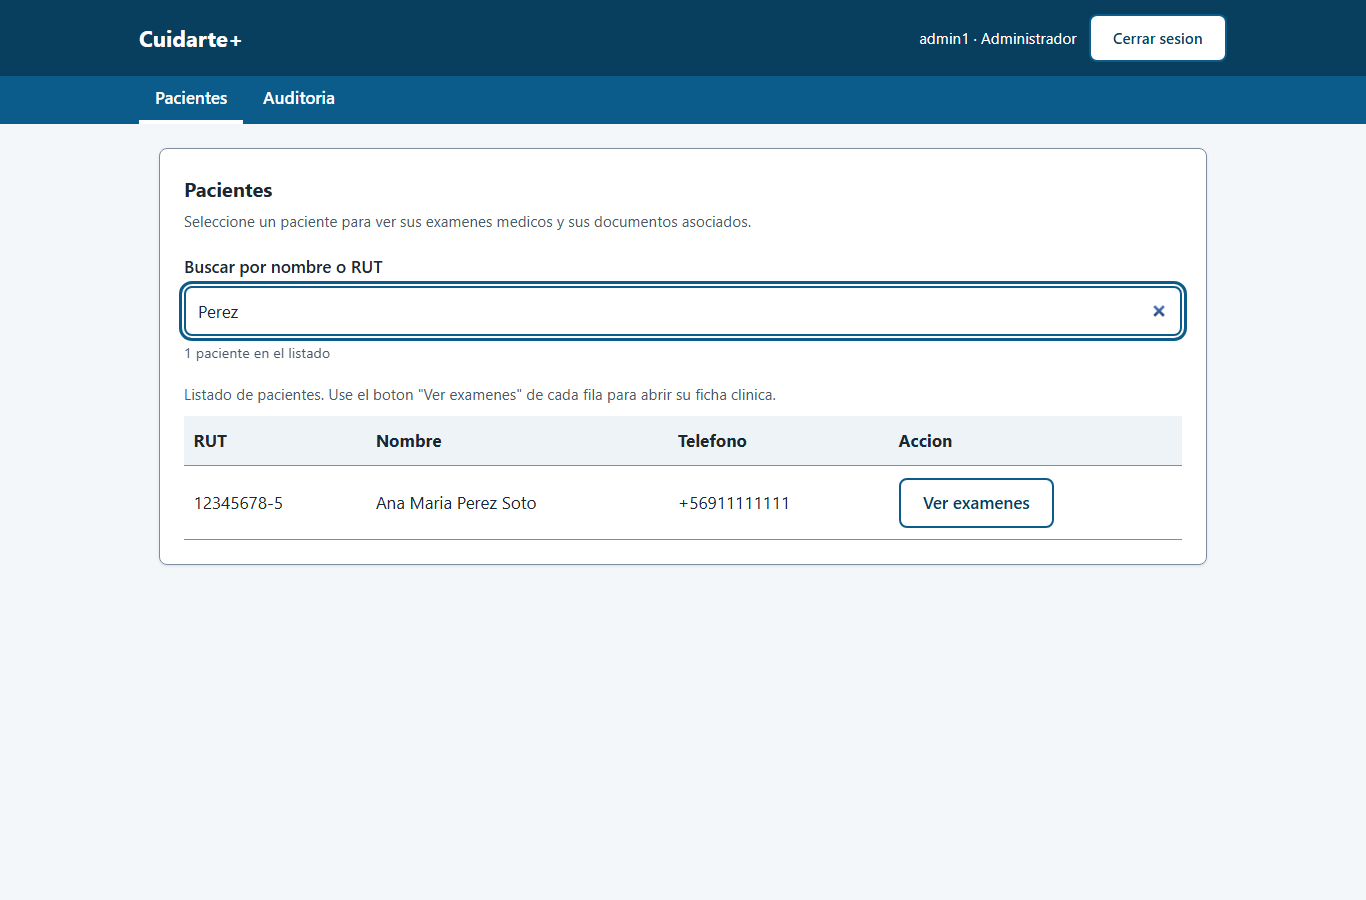 Cuidarte+
admin1 · Administrador
Cerrar sesion
Pacientes
Auditoria
Pacientes
Seleccione un paciente para ver sus examenes medicos y sus documentos asociados.
Buscar por nombre o RUT
Perez
1 paciente en el listado
Listado de pacientes. Use el boton "Ver examenes" de cada fila para abrir su ficha clinica.
RUT Nombre Telefono Accion
12345678-5 Ana Maria Perez Soto +56911111111 Ver examenes